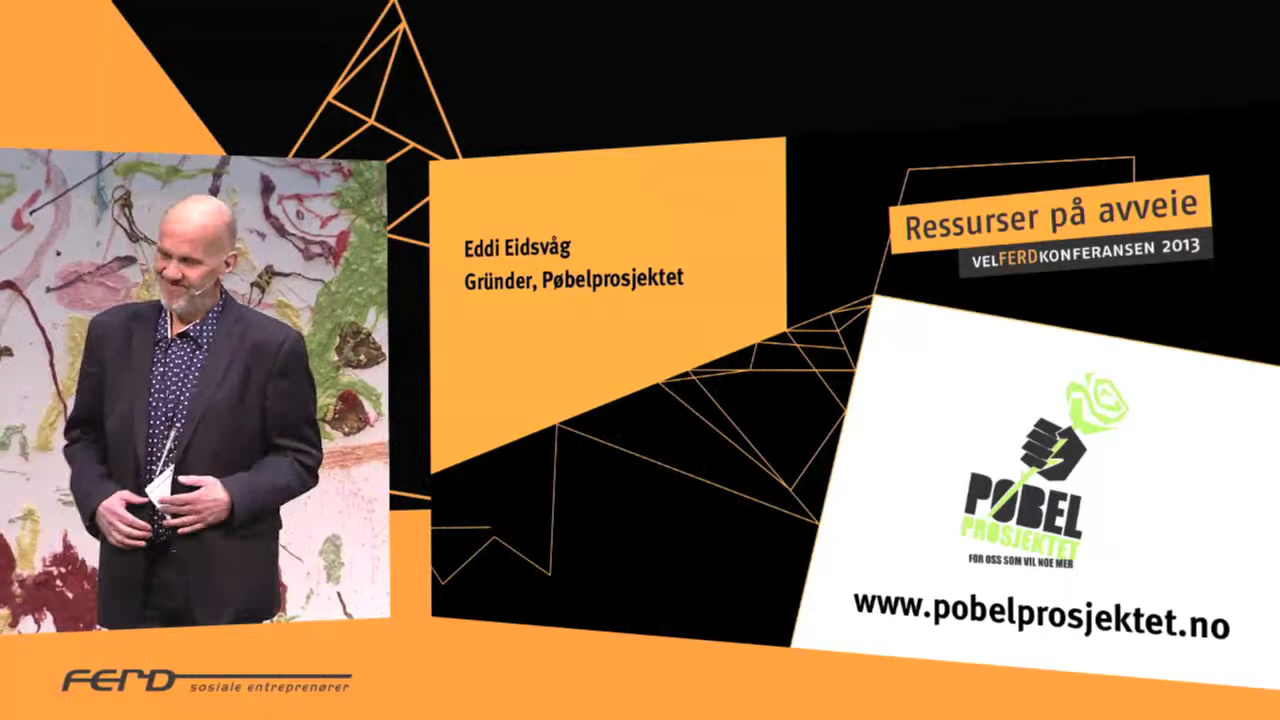 Eddi Eidsvåg
Gründer, Pøbelprosjektet
Ressurser på avveie
VELFERDKONFERANSEN 2013
PØBEL
PROSJEKTET
FOR OSS SOM VIL NOE MER
www.pobelprosjektet.no
FERD sosiale entreprenører